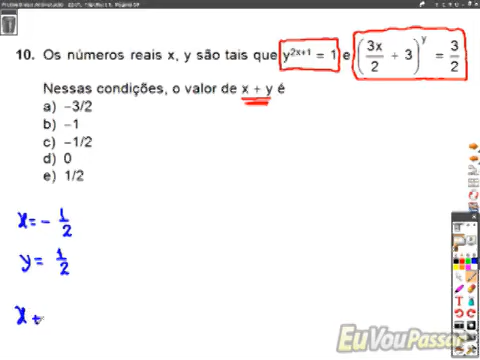 10. Os números reais x, y são tais que y^{2x+1} = 1 e (3x/2 + 3)^y = 3/2
Nessas condições, o valor de x + y é
a) −3/2
b) −1
c) −1/2
d) 0
e) 1/2
x = - 1/2
y = 1/2
x +
EuVouPassar